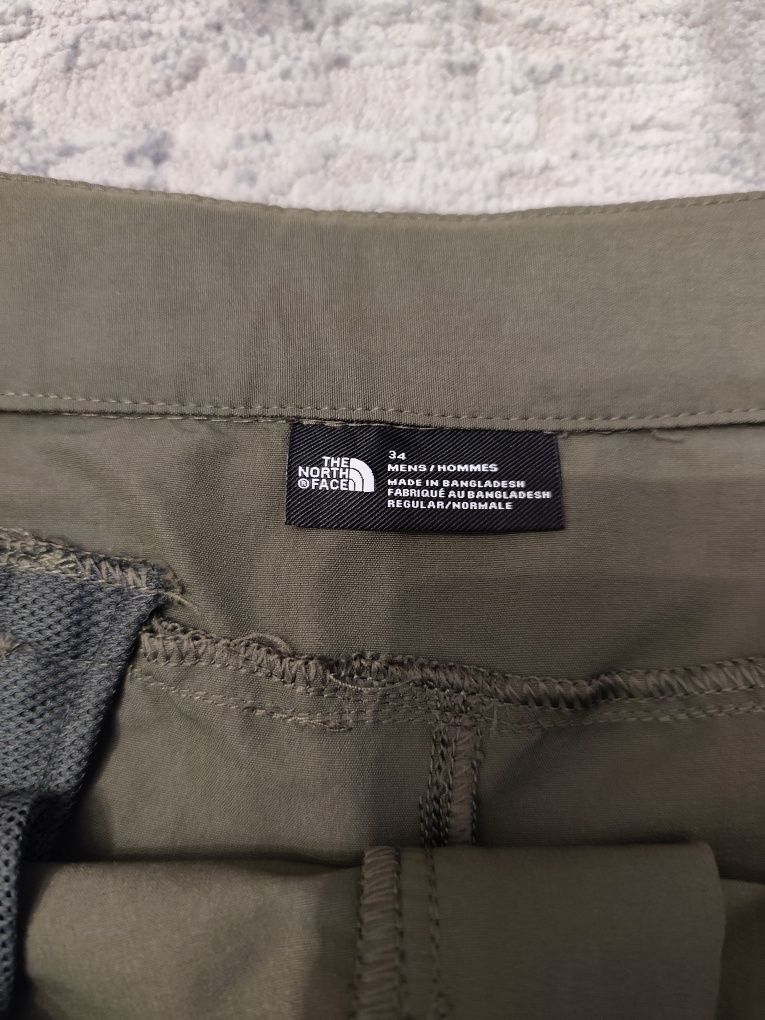 THE
NORTH
® FACE
34
MENS / HOMMES
MADE IN BANGLADESH
FABRIQUÉ AU BANGLADESH
REGULAR/NORMALE